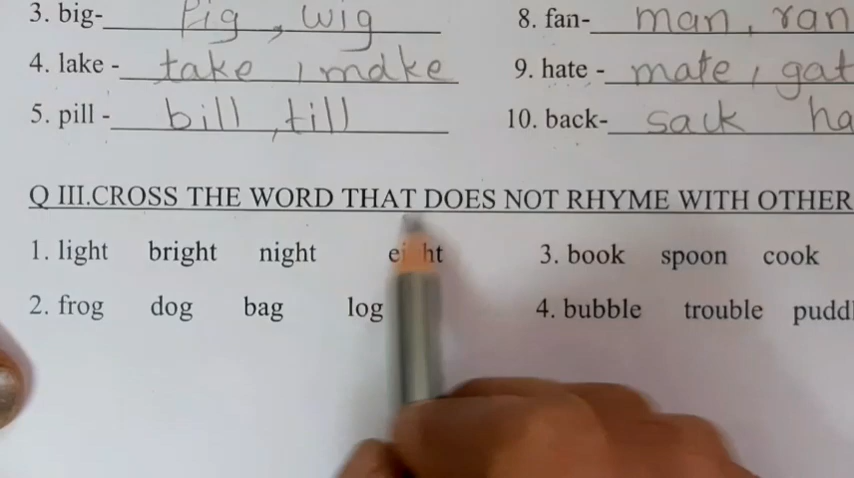 3. big- Pig , wig 8. fan- man , ran
4. lake - take , make 9. hate - mate , gat
5. pill - bill , till 10. back- sack ha
Q III.CROSS THE WORD THAT DOES NOT RHYME WITH OTHER
1. light bright night 3. book spoon cook
2. frog dog bag log 4. bubble trouble pudd